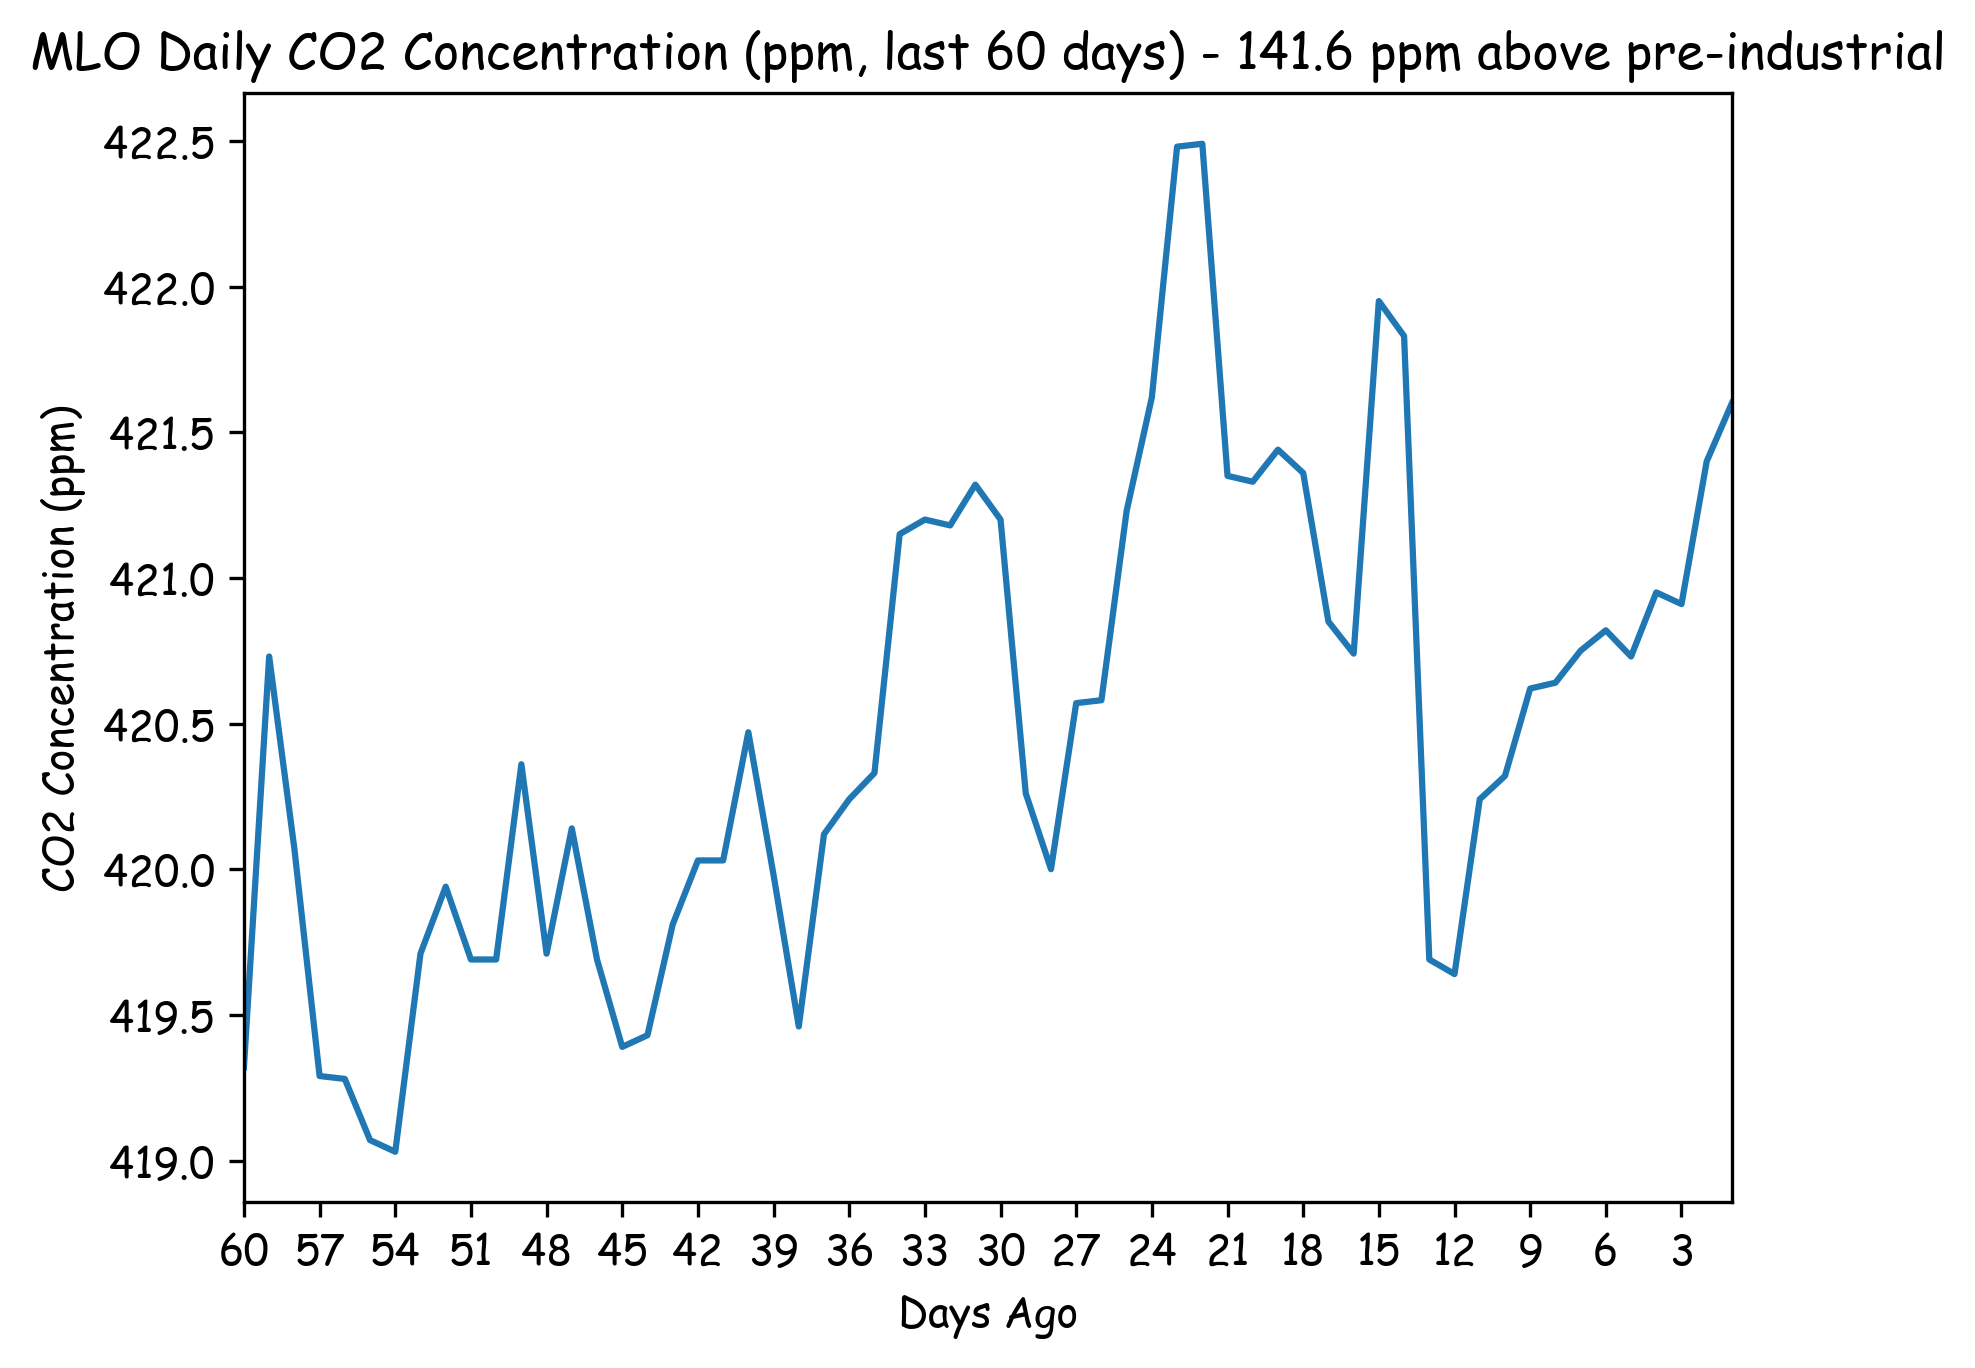 MLO Daily CO2 Concentration (ppm, last 60 days) - 141.6 ppm above pre-industrial
CO2 Concentration (ppm)
422.5
422.0
421.5
421.0
420.5
420.0
419.5
419.0
60 57 54 51 48 45 42 39 36 33 30 27 24 21 18 15 12 9 6 3
Days Ago